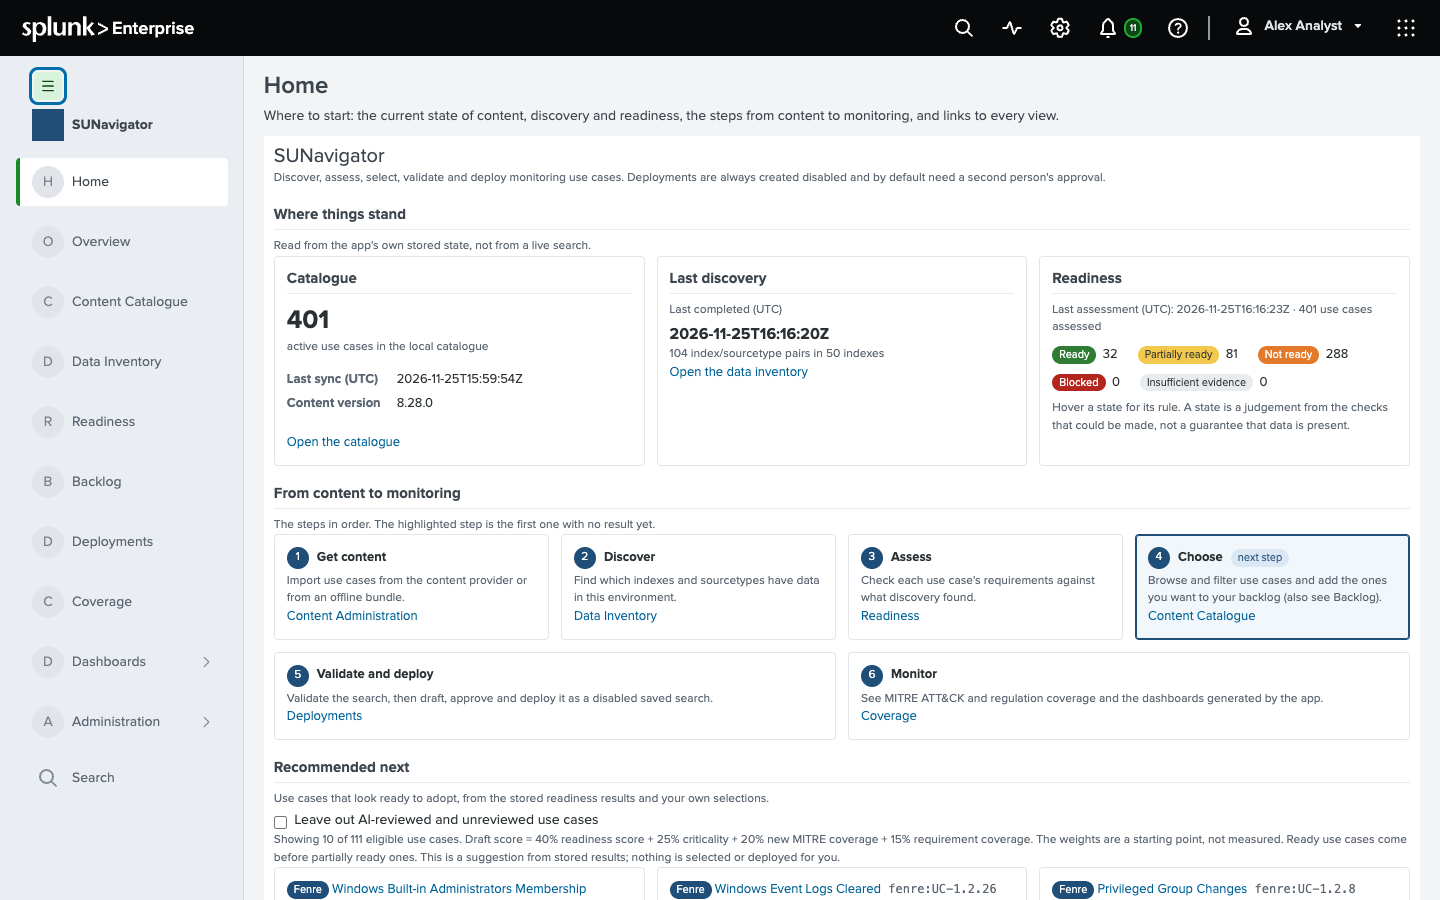 splunk> Enterprise
11
Alex Analyst
SUNavigator
H Home
O Overview
C Content Catalogue
D Data Inventory
R Readiness
B Backlog
D Deployments
C Coverage
D Dashboards
A Administration
Search
Home
Where to start: the current state of content, discovery and readiness, the steps from content to monitoring, and links to every view.
SUNavigator
Discover, assess, select, validate and deploy monitoring use cases. Deployments are always created disabled and by default need a second person's approval.
Where things stand
Read from the app's own stored state, not from a live search.
Catalogue
401
active use cases in the local catalogue
Last sync (UTC) 2026-11-25T15:59:54Z
Content version 8.28.0
Open the catalogue
Last discovery
Last completed (UTC)
2026-11-25T16:16:20Z
104 index/sourcetype pairs in 50 indexes
Open the data inventory
Readiness
Last assessment (UTC): 2026-11-25T16:16:23Z · 401 use cases
assessed
Ready 32 Partially ready 81 Not ready 288
Blocked 0 Insufficient evidence 0
Hover a state for its rule. A state is a judgement from the checks
that could be made, not a guarantee that data is present.
From content to monitoring
The steps in order. The highlighted step is the first one with no result yet.
1 Get content
Import use cases from the content provider or
from an offline bundle.
Content Administration
2 Discover
Find which indexes and sourcetypes have data
in this environment.
Data Inventory
3 Assess
Check each use case's requirements against
what discovery found.
Readiness
4 Choose next step
Browse and filter use cases and add the ones
you want to your backlog (also see Backlog).
Content Catalogue
5 Validate and deploy
Validate the search, then draft, approve and deploy it as a disabled saved search.
Deployments
6 Monitor
See MITRE ATT&CK and regulation coverage and the dashboards generated by the app.
Coverage
Recommended next
Use cases that look ready to adopt, from the stored readiness results and your own selections.
Leave out AI-reviewed and unreviewed use cases
Showing 10 of 111 eligible use cases. Draft score = 40% readiness score + 25% criticality + 20% new MITRE coverage + 15% requirement coverage. The weights are a starting point, not measured. Ready use cases come
before partially ready ones. This is a suggestion from stored results; nothing is selected or deployed for you.
Fenre Windows Built-in Administrators Membership
Fenre Windows Event Logs Cleared fenre:UC-1.2.26
Fenre Privileged Group Changes fenre:UC-1.2.8